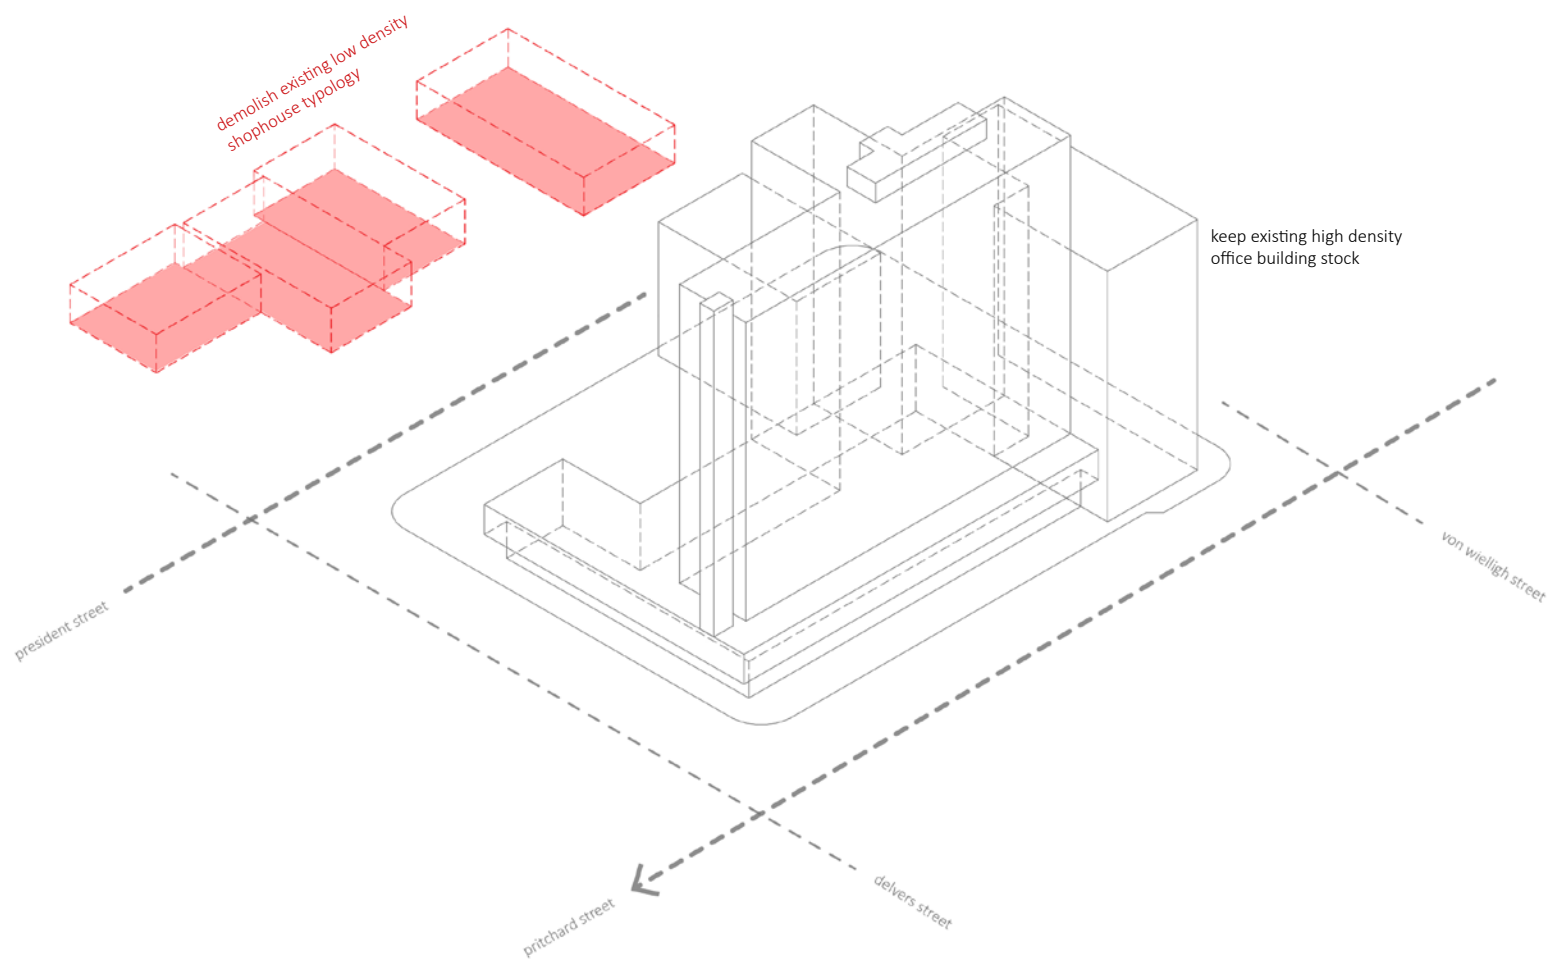 demolish existing low density
shophouse typology
keep existing high density
office building stock
president street
von wielligh street
pritchard street
delvers street